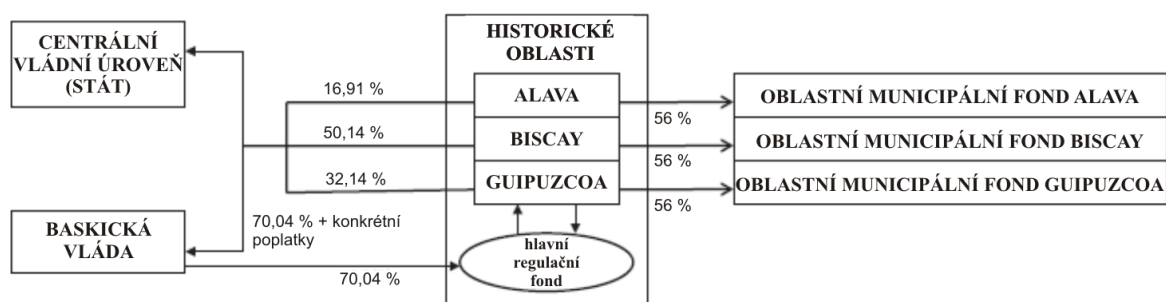 CENTRÁLNÍ
VLÁDNÍ ÚROVEŇ
(STÁT)
BASKICKÁ
VLÁDA
16,91 %
50,14 %
32,14 %
70,04 % + konkrétní
poplatky
70,04 %
HISTORICKÉ
OBLASTI
ALAVA
BISCAY
GUIPUZCOA
hlavní
regulační
fond
56 %
56 %
56 %
OBLASTNÍ MUNICIPÁLNÍ FOND ALAVA
OBLASTNÍ MUNICIPÁLNÍ FOND BISCAY
OBLASTNÍ MUNICIPÁLNÍ FOND GUIPUZCOA